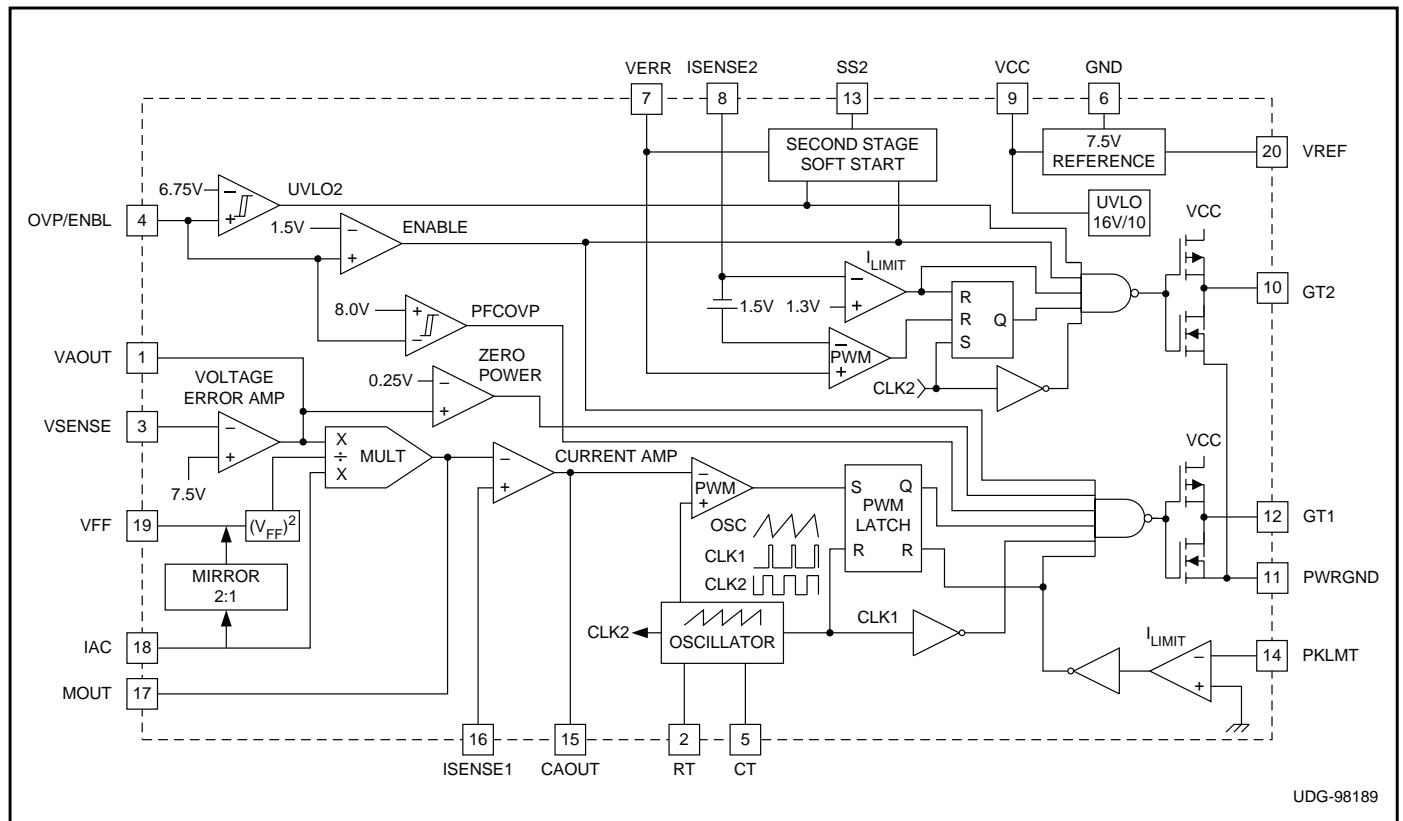 VERR
ISENSE2
SS2
VCC
GND
7
8
13
9
6
SECOND STAGE
SOFT START
7.5V
REFERENCE
20
VREF
6.75V
−
+
UVLO2
UVLO
16V/10
VCC
OVP/ENBL
4
1.5V
−
+
ENABLE
ILIMIT
−
+
1.5V
1.3V
R
R
S
Q
10
GT2
8.0V
+
−
PFCOVP
−
PWM
+
VAOUT
1
ZERO
POWER
0.25V
−
+
CLK2
VOLTAGE
ERROR AMP
VSENSE
3
−
+
7.5V
X
÷
X
MULT
−
+
CURRENT AMP
−
PWM
+
S
Q
PWM
LATCH
R
R
VCC
12
GT1
VFF
19
(VFF)2
OSC
CLK1
CLK2
11
PWRGND
MIRROR
2:1
CLK2
OSCILLATOR
CLK1
ILIMIT
−
+
14
PKLMT
IAC
18
MOUT
17
16
15
2
5
ISENSE1
CAOUT
RT
CT
UDG-98189